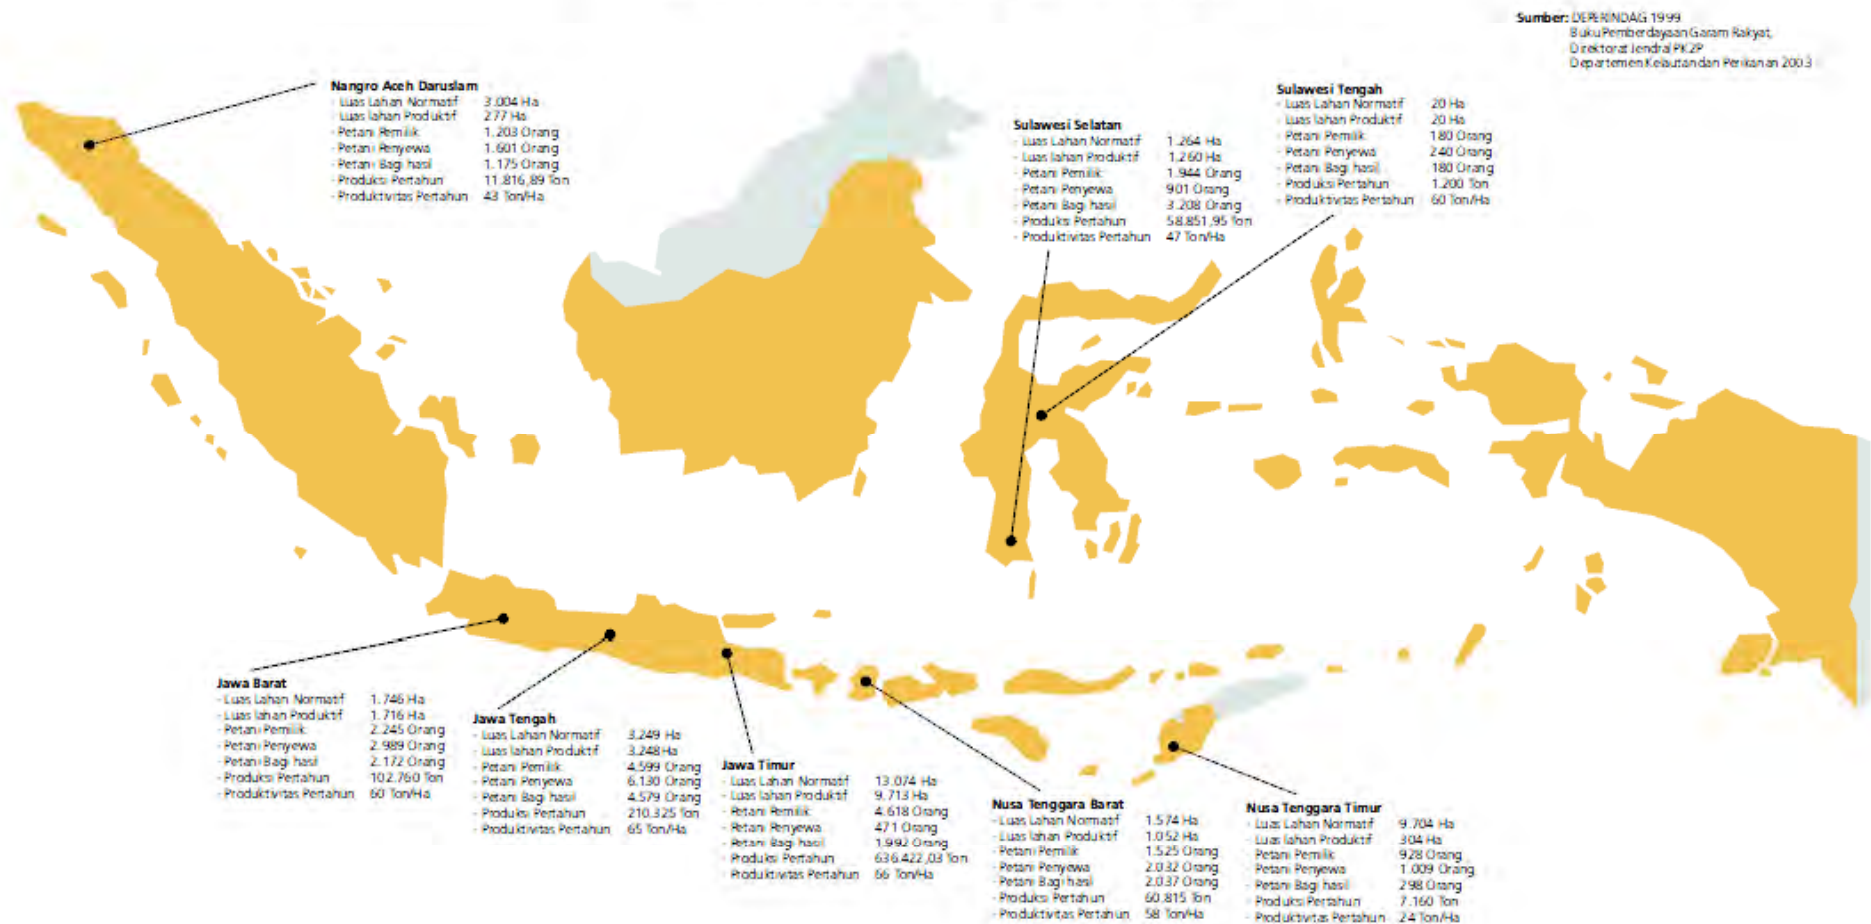 Sumber: DEPERINDAG 1999
Buku Pemberdayaan Garam Rakyat,
Direktorat Jendral PK2P
Departemen Kelautan dan Perikanan 2003
Nangro Aceh Daruslam
- Luas Lahan Normatif 3.004 Ha
- Luas lahan Produktif 277 Ha
- Petani Pemilik 1.203 Orang
- Petani Penyewa 1.601 Orang
- Petani Bagi hasil 1.175 Orang
- Produksi Pertahun 11.816,89 Ton
- Produktivitas Pertahun 43 Ton/Ha
Sulawesi Selatan
- Luas Lahan Normatif 1.264 Ha
- Luas lahan Produktif 1.260 Ha
- Petani Pemilik 1.944 Orang
- Petani Penyewa 901 Orang
- Petani Bagi hasil 3.208 Orang
- Produksi Pertahun 58.851,95 Ton
- Produktivitas Pertahun 47 Ton/Ha
Sulawesi Tengah
- Luas Lahan Normatif 20 Ha
- Luas lahan Produktif 20 Ha
- Petani Pemilik 180 Orang
- Petani Penyewa 240 Orang
- Petani Bagi hasil 180 Orang
- Produksi Pertahun 1.200 Ton
- Produktivitas Pertahun 60 Ton/Ha
Jawa Barat
- Luas Lahan Normatif 1.746 Ha
- Luas lahan Produktif 1.716 Ha
- Petani Pemilik 2.245 Orang
- Petani Penyewa 2.989 Orang
- Petani Bagi hasil 2.172 Orang
- Produksi Pertahun 102.760 Ton
- Produktivitas Pertahun 60 Ton/Ha
Jawa Tengah
- Luas Lahan Normatif 3.249 Ha
- Luas lahan Produktif 3.248 Ha
- Petani Pemilik 4.599 Orang
- Petani Penyewa 6.130 Orang
- Petani Bagi hasil 4.579 Orang
- Produksi Pertahun 210.325 Ton
- Produktivitas Pertahun 65 Ton/Ha
Jawa Timur
- Luas Lahan Normatif 13.074 Ha
- Luas lahan Produktif 9.713 Ha
- Petani Pemilik 4.618 Orang
- Petani Penyewa 471 Orang
- Petani Bagi hasil 1.992 Orang
- Produksi Pertahun 636.422,03 Ton
- Produktivitas Pertahun 66 Ton/Ha
Nusa Tenggara Barat
- Luas Lahan Normatif 1.574 Ha
- Luas lahan Produktif 1.052 Ha
- Petani Pemilik 1.525 Orang
- Petani Penyewa 2.032 Orang
- Petani Bagi hasil 2.037 Orang
- Produksi Pertahun 60.815 Ton
- Produktivitas Pertahun 58 Ton/Ha
Nusa Tenggara Timur
- Luas Lahan Normatif 9.704 Ha
- Luas lahan Produktif 304 Ha
- Petani Pemilik 928 Orang
- Petani Penyewa 1.009 Orang
- Petani Bagi hasil 298 Orang
- Produksi Pertahun 7.160 Ton
- Produktivitas Pertahun 24 Ton/Ha